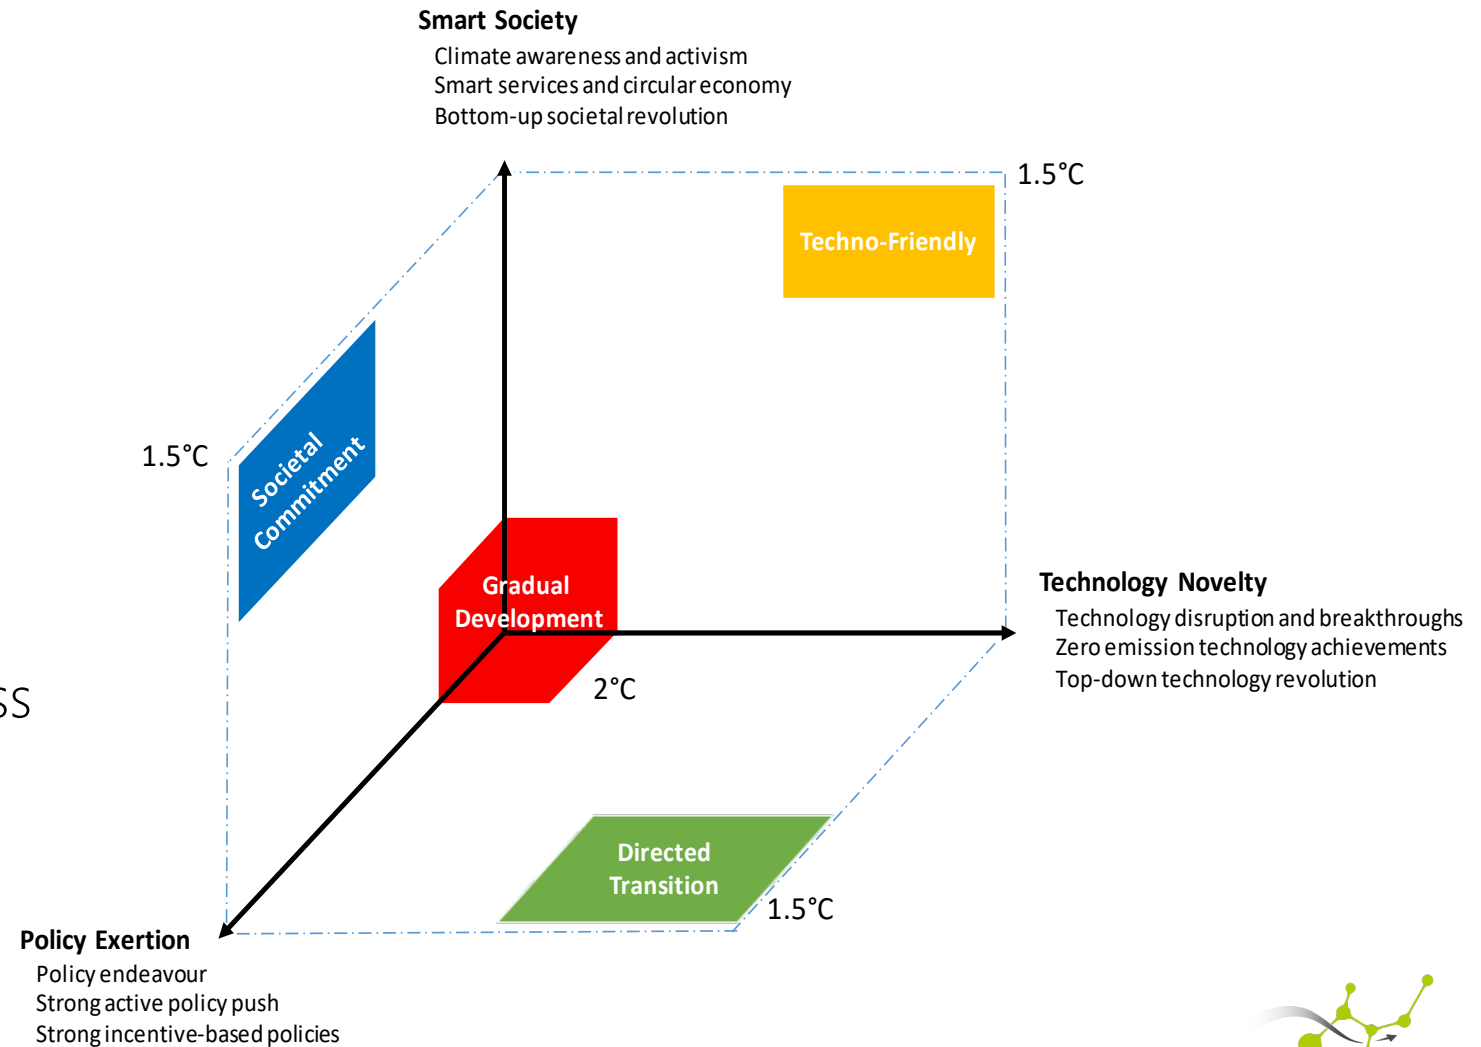 Smart Society
Climate awareness and activism
Smart services and circular economy
Bottom-up societal revolution
1.5°C
Techno-Friendly
1.5°C
Societal
Commitment
Gradual
Development
Technology Novelty
Technology disruption and breakthroughs
Zero emission technology achievements
Top-down technology revolution
2°C
ss
Directed
Transition
1.5°C
Policy Exertion
Policy endeavour
Strong active policy push
Strong incentive-based policies